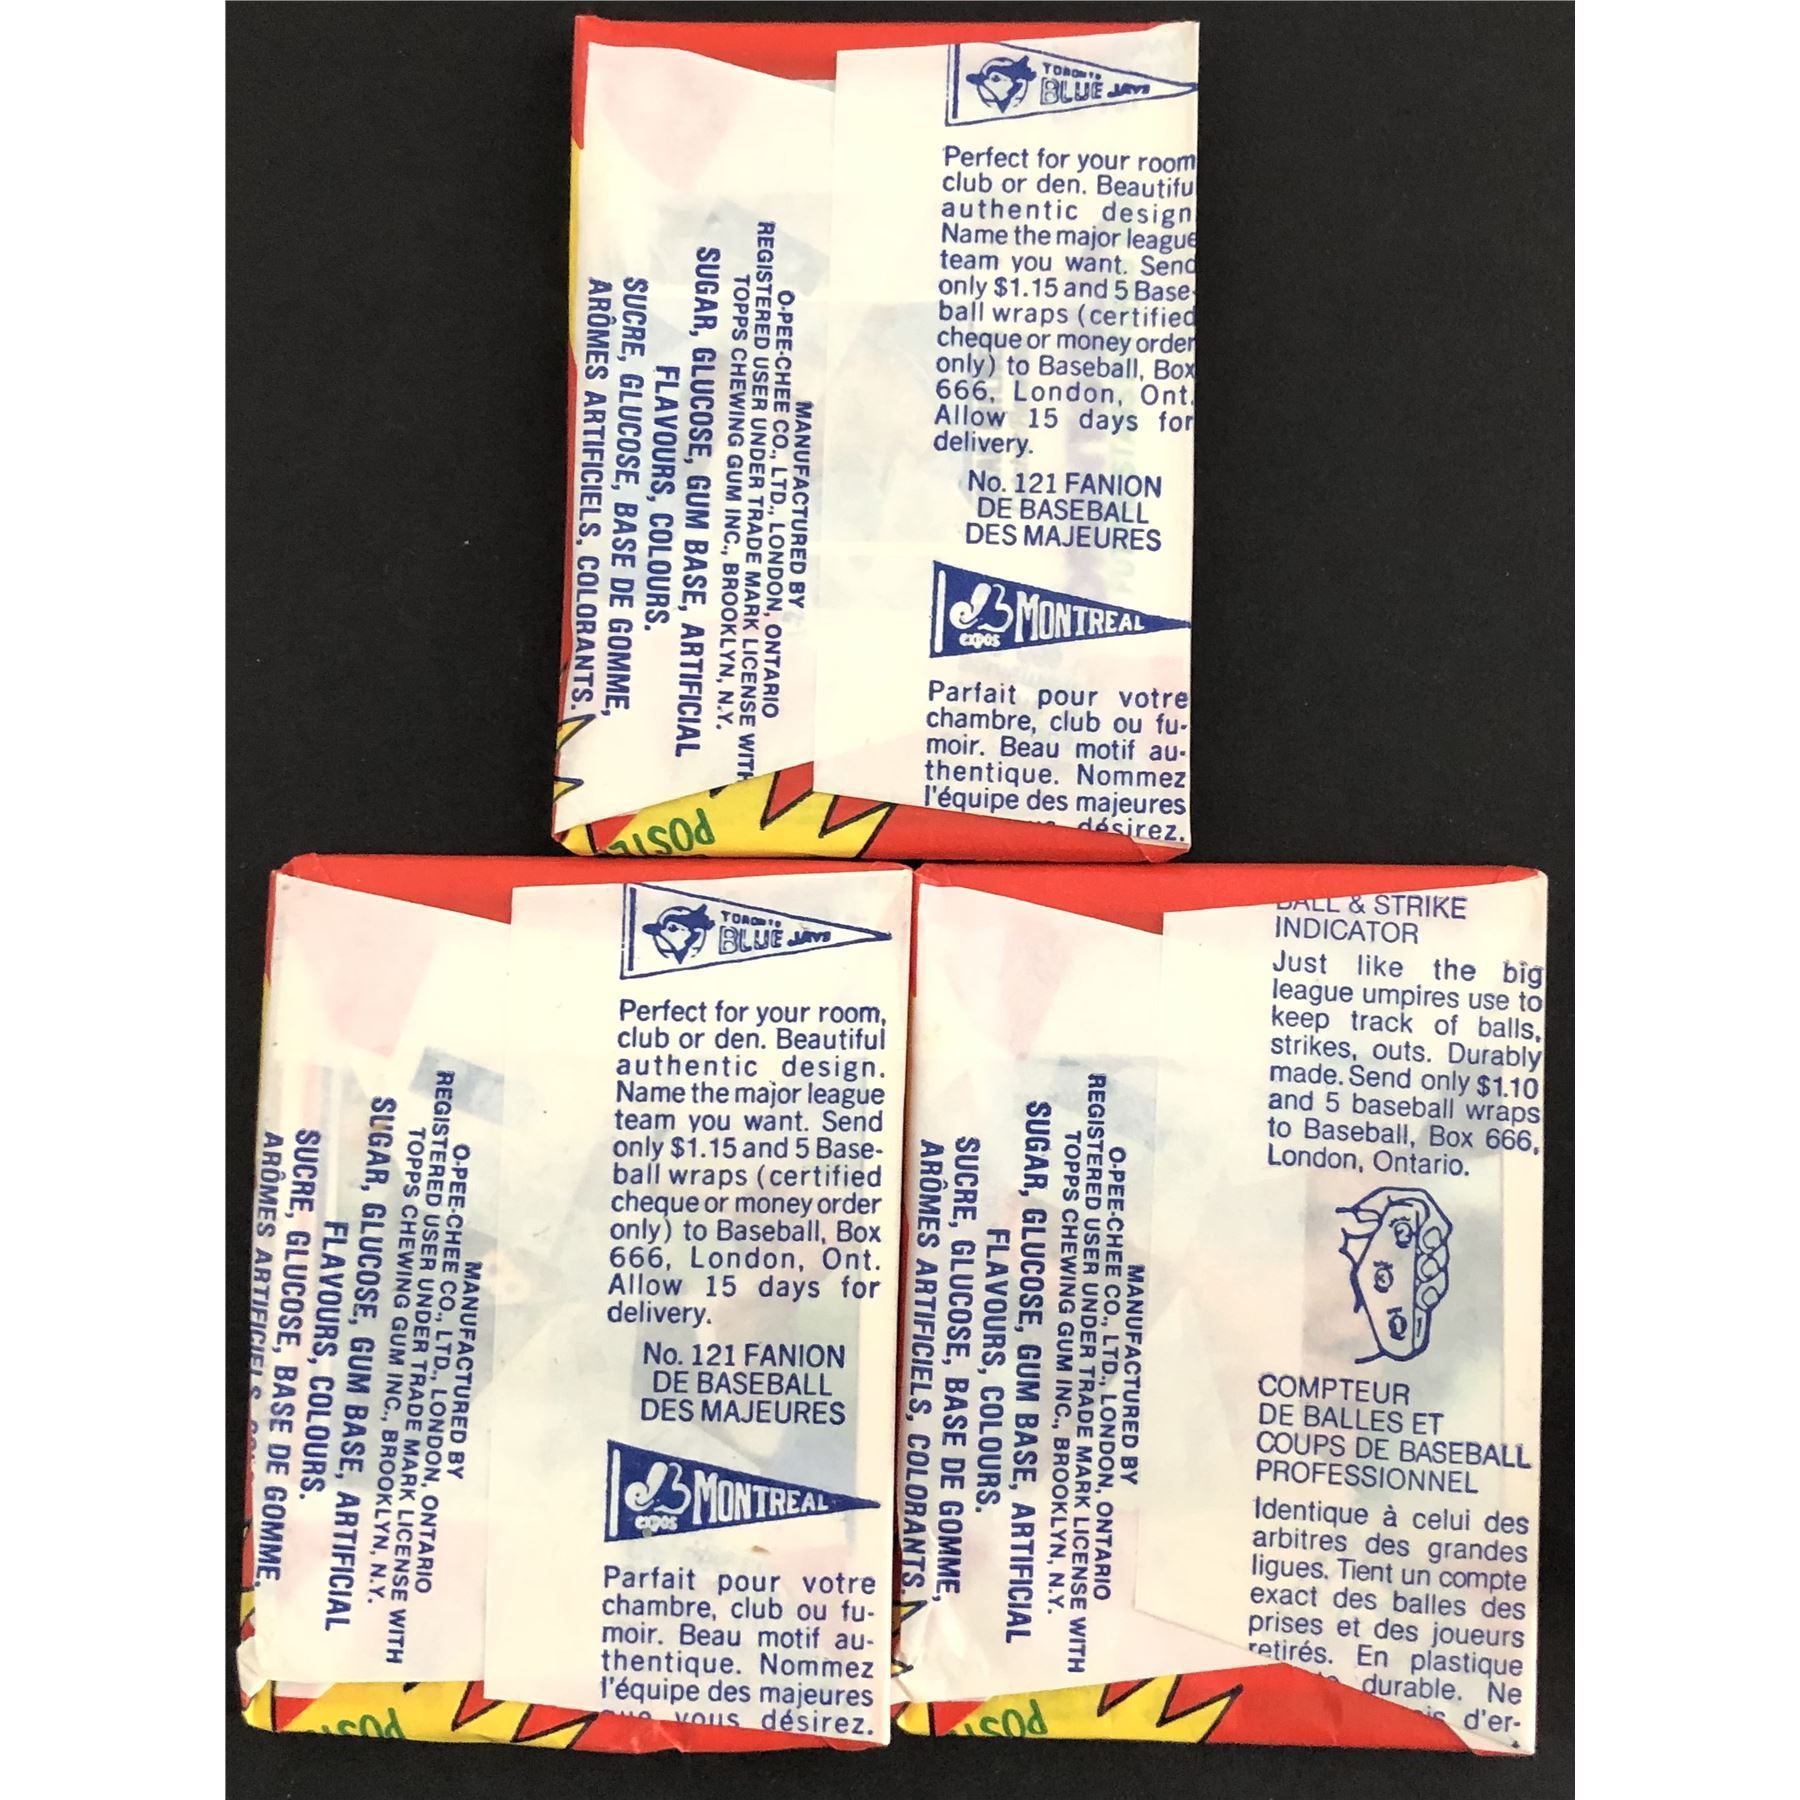 TORONTO
BLUE JAYS
Perfect for your room
club or den. Beautifu
authentic design
Name the major league
team you want. Send
only $1.15 and 5 Base-
ball wraps (certified
cheque or money order
only) to Baseball, Box
666, London, Ont.
Allow 15 days for
delivery.
No. 121 FANION
DE BASEBALL
DES MAJEURES
expos MONTREAL
Parfait pour votre
chambre, club ou fu-
moir. Beau motif au-
thentique. Nommez
l'équipe des majeures
désirez.
MANUFACTURED BY
O-PEE-CHEE CO., LTD., LONDON, ONTARIO
REGISTERED USER UNDER TRADE MARK LICENSE WITH
TOPPS CHEWING GUM INC., BROOKLYN, N.Y.
SUGAR, GLUCOSE, GUM BASE, ARTIFICIAL
FLAVOURS, COLOURS.
SUCRE, GLUCOSE, BASE DE GOMME,
ARÔMES ARTIFICIELS, COLORANTS.
TORONTO
BLUE JAYS
Perfect for your room,
club or den. Beautiful
authentic design.
Name the major league
team you want. Send
only $1.15 and 5 Base-
ball wraps (certified
cheque or money order
only) to Baseball, Box
666, London, Ont.
Allow 15 days for
delivery.
No. 121 FANION
DE BASEBALL
DES MAJEURES
expos MONTREAL
Parfait pour votre
chambre, club ou fu-
moir. Beau motif au-
thentique. Nommez
l'équipe des majeures
que vous désirez.
MANUFACTURED BY
O-PEE-CHEE CO., LTD., LONDON, ONTARIO
REGISTERED USER UNDER TRADE MARK LICENSE WITH
TOPPS CHEWING GUM INC., BROOKLYN, N.Y.
SUGAR, GLUCOSE, GUM BASE, ARTIFICIAL
FLAVOURS, COLOURS.
SUCRE, GLUCOSE, BASE DE GOMME,
ARÔMES ARTIFICIELS
BALL & STRIKE
INDICATOR
Just like the big
league umpires use to
keep track of balls,
strikes, outs. Durably
made. Send only $1.10
and 5 baseball wraps
to Baseball, Box 666,
London, Ontario.
COMPTEUR
DE BALLES ET
COUPS DE BASEBALL
PROFESSIONNEL
Identique à celui des
arbitres des grandes
ligues. Tient un compte
exact des balles des
prises et des joueurs
retirés. En plastique
durable. Ne
d'er-
MANUFACTURED BY
O-PEE-CHEE CO., LTD., LONDON, ONTARIO
REGISTERED USER UNDER TRADE MARK LICENSE WITH
TOPPS CHEWING GUM INC., BROOKLYN, N.Y.
SUGAR, GLUCOSE, GUM BASE, ARTIFICIAL
FLAVOURS, COLOURS.
SUCRE, GLUCOSE, BASE DE GOMME,
ARÔMES ARTIFICIELS, COLORANTS.